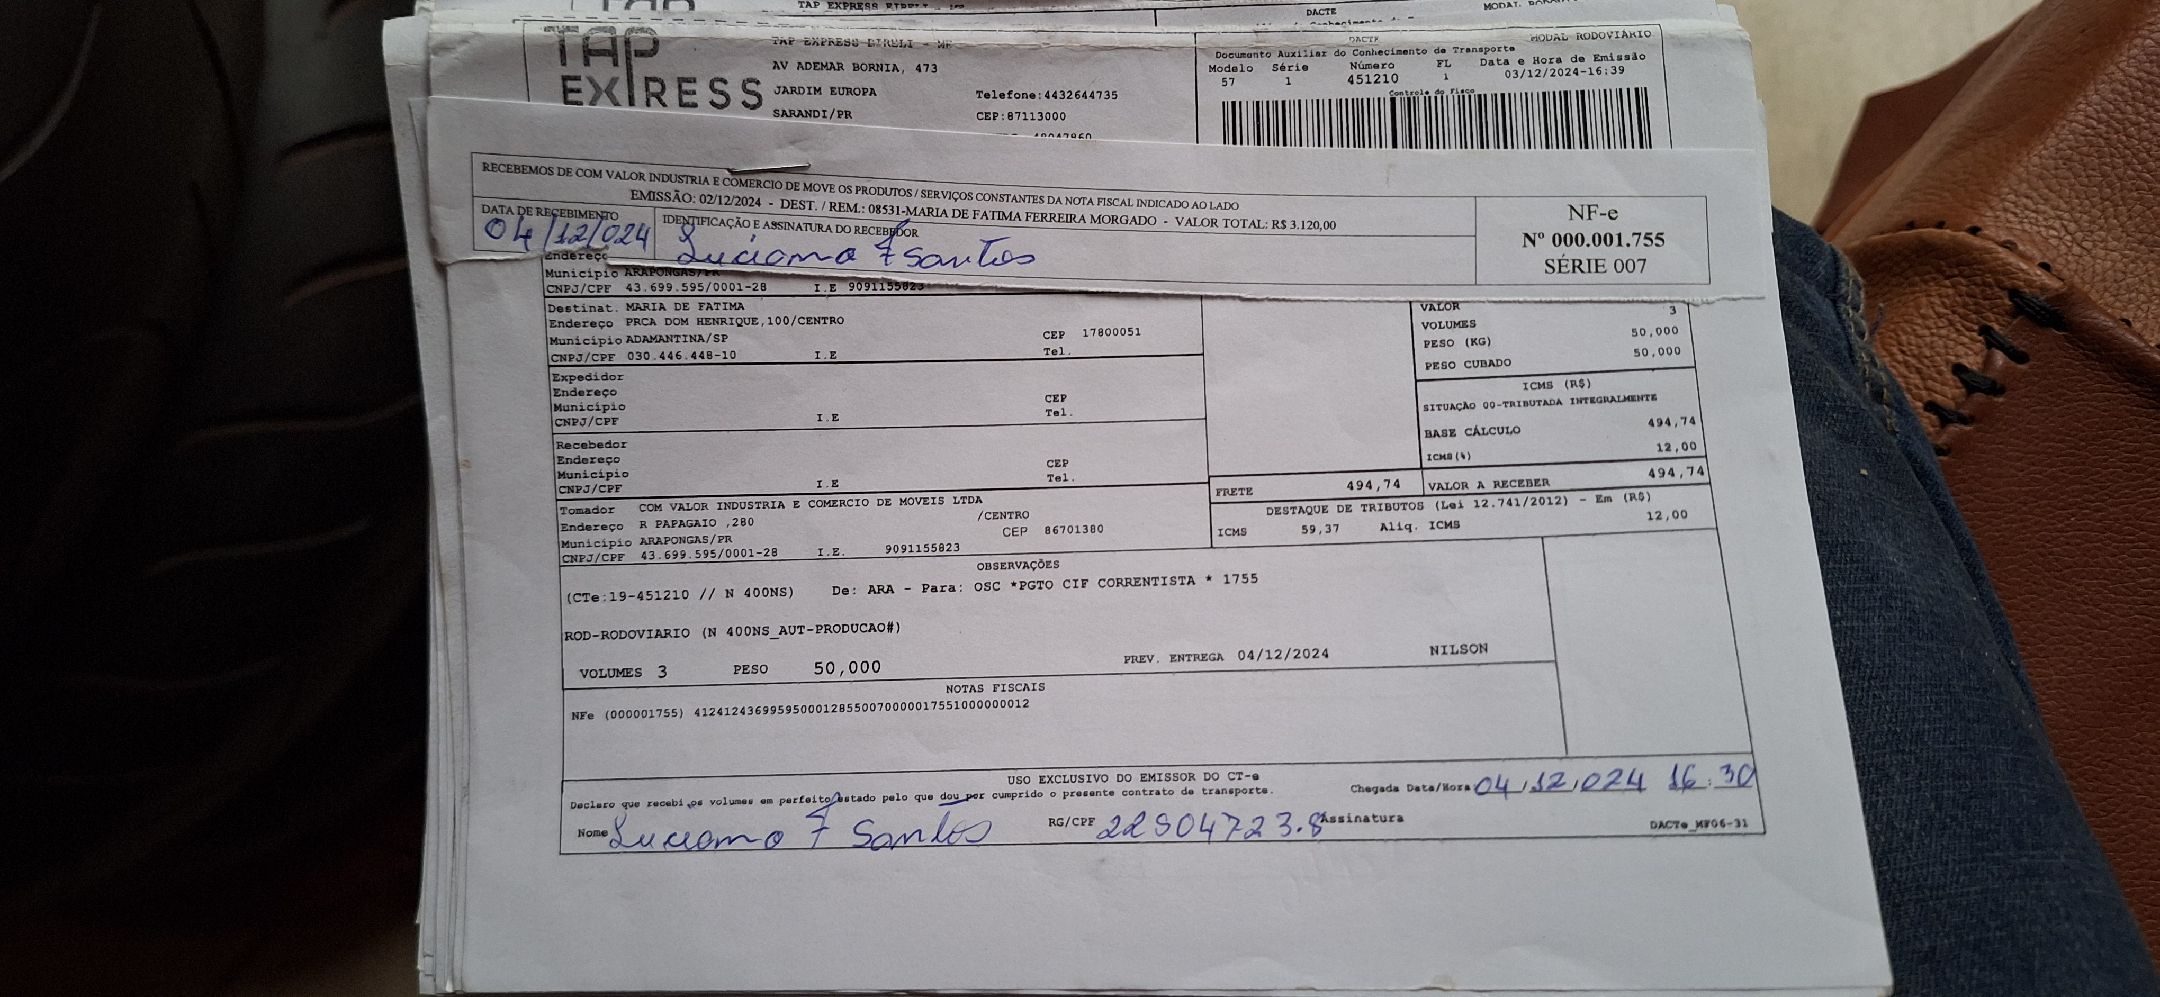 TAP EXPRESS
DACTE
TAP EXPRESS EIRELI - ME
AV ADEMAR BORNIA, 473
JARDIM EUROPA
Telefone:4432644735
SARANDI/PR
CEP:87113000
DACTE
MODAL RODOVIÁRIO
Documento Auxiliar do Conhecimento de Transporte
Modelo Série Número FL Data e Hora de Emissão
57 1 451210 1 03/12/2024-16:39
Controle do Fisco
RECEBEMOS DE COM VALOR INDUSTRIA E COMERCIO DE MOVE OS PRODUTOS / SERVIÇOS CONSTANTES DA NOTA FISCAL INDICADO AO LADO
EMISSÃO: 02/12/2024 - DEST. / REM.: 08531-MARIA DE FATIMA FERREIRA MORGADO - VALOR TOTAL: R$ 3.120,00
DATA DE RECEBIMENTO
04/12/024
IDENTIFICAÇÃO E ASSINATURA DO RECEBEDOR
Luciano F Santos
NF-e
Nº 000.001.755
SÉRIE 007
Endereço
Município ARAPONGAS/PR
CNPJ/CPF 43.699.595/0001-28 I.E 9091155823
Destinat. MARIA DE FATIMA
Endereço PRCA DOM HENRIQUE,100/CENTRO
Município ADAMANTINA/SP CEP 17800051
CNPJ/CPF 030.446.448-10 I.E Tel.
Expedidor
Endereço
Município CEP
CNPJ/CPF I.E Tel.
Recebedor
Endereço
Município CEP
CNPJ/CPF I.E Tel.
Tomador COM VALOR INDUSTRIA E COMERCIO DE MOVEIS LTDA
Endereço R PAPAGAIO ,280 /CENTRO
Município ARAPONGAS/PR CEP 86701380
CNPJ/CPF 43.699.595/0001-28 I.E. 9091155823
VALOR
VOLUMES 3
PESO (KG) 50,000
PESO CUBADO 50,000
ICMS (R$)
SITUAÇÃO 00-TRIBUTADA INTEGRALMENTE
BASE CÁLCULO 494,74
ICMS(%) 12,00
FRETE 494,74 VALOR A RECEBER 494,74
DESTAQUE DE TRIBUTOS (Lei 12.741/2012) - Em (R$)
ICMS 59,37 Aliq. ICMS 12,00
OBSERVAÇÕES
(CTe:19-451210 // N 400NS) De: ARA - Para: OSC *PGTO CIF CORRENTISTA * 1755
ROD-RODOVIARIO (N 400NS_AUT-PRODUCAO#)
VOLUMES 3 PESO 50,000 PREV. ENTREGA 04/12/2024 NILSON
NOTAS FISCAIS
NFe (000001755) 41241243699595000128550070000017551000000012
USO EXCLUSIVO DO EMISSOR DO CT-e
Declaro que recebi os volumes em perfeito estado pelo que dou por cumprido o presente contrato de transporte.
Chegada Data/Hora 04/12/024 16:30
Nome Luciano F Santos RG/CPF 22904723.8 Assinatura
DACTe_MF06-31